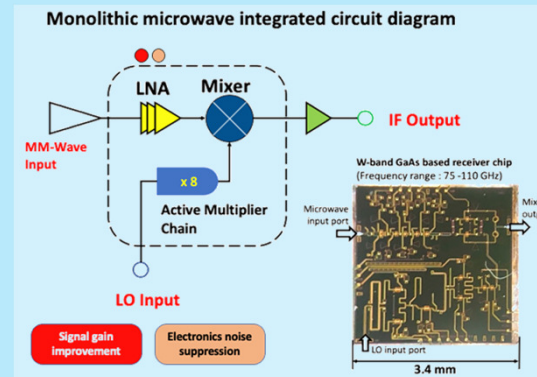 Monolithic microwave integrated circuit diagram
LNA
Mixer
MM-Wave
Input
IF Output
x 8
Active Multiplier
Chain
LO Input
W-band GaAs based receiver chip
(Frequency range : 75 -110 GHz)
Microwave
input port
LO input port
3.4 mm
Signal gain
improvement
Electronics noise
suppression